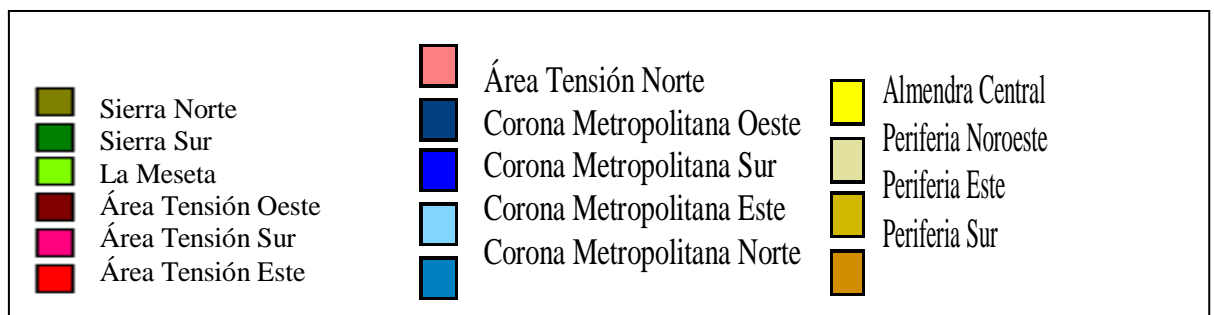 Sierra Norte
Sierra Sur
La Meseta
Área Tensión Oeste
Área Tensión Sur
Área Tensión Este
Área Tensión Norte
Corona Metropolitana Oeste
Corona Metropolitana Sur
Corona Metropolitana Este
Corona Metropolitana Norte
Almendra Central
Periferia Noroeste
Periferia Este
Periferia Sur